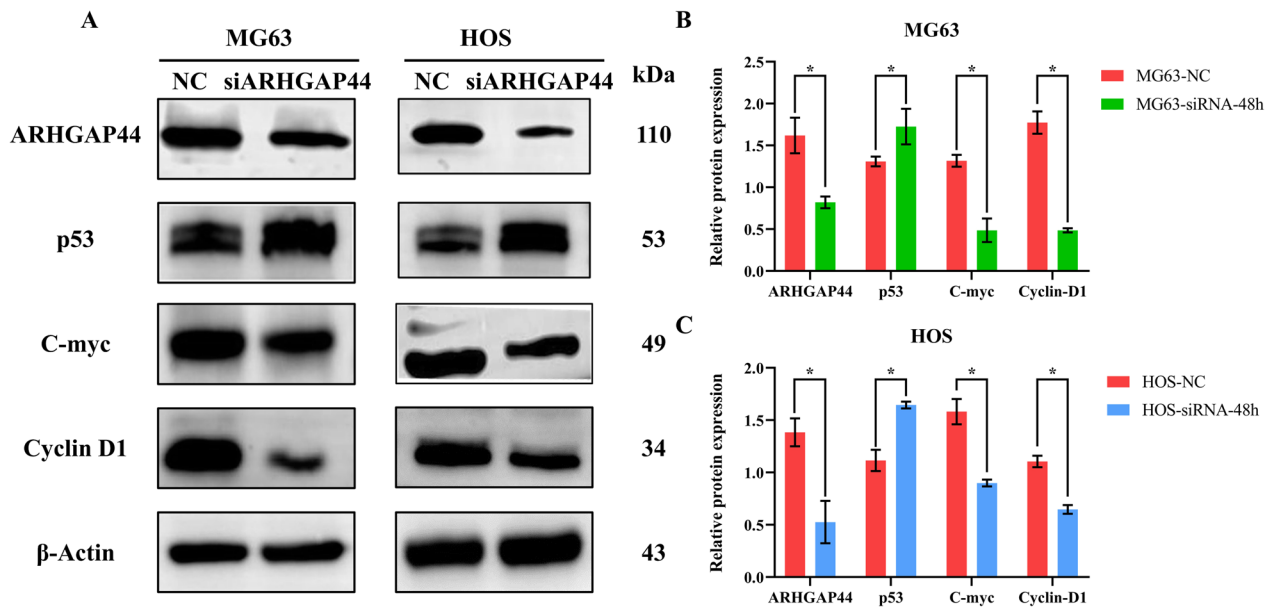 A
MG63 HOS
NC siARHGAP44 NC siARHGAP44 kDa
ARHGAP44 110
p53 53
C-myc 49
Cyclin D1 34
β-Actin 43
B
MG63
Relative protein expression
2.5
2.0
1.5
1.0
0.5
0.0
* * * *
ARHGAP44 p53 C-myc Cyclin-D1
MG63-NC
MG63-siRNA-48h
C
HOS
Relative protein expression
2.0
1.5
1.0
0.5
0.0
* * * *
ARHGAP44 p53 C-myc Cyclin-D1
HOS-NC
HOS-siRNA-48h